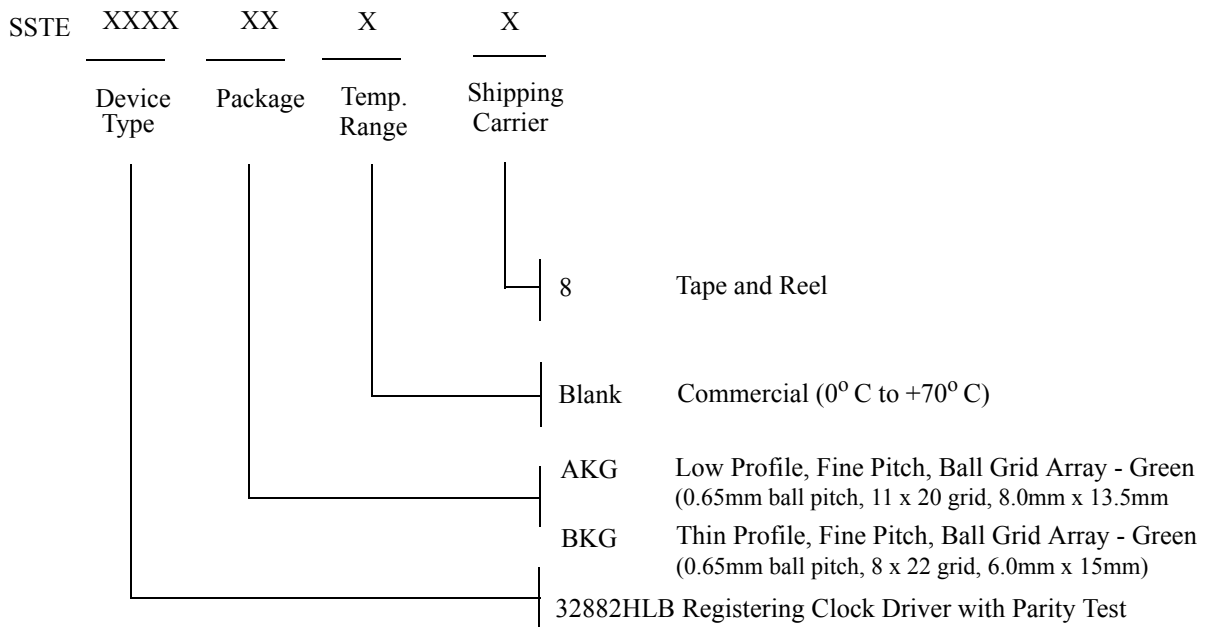 SSTE XXXX XX X X
Device Type
Package
Temp. Range
Shipping Carrier
8 Tape and Reel
Blank Commercial (0o C to +70o C)
AKG Low Profile, Fine Pitch, Ball Grid Array - Green
(0.65mm ball pitch, 11 x 20 grid, 8.0mm x 13.5mm
BKG Thin Profile, Fine Pitch, Ball Grid Array - Green
(0.65mm ball pitch, 8 x 22 grid, 6.0mm x 15mm)
32882HLB Registering Clock Driver with Parity Test